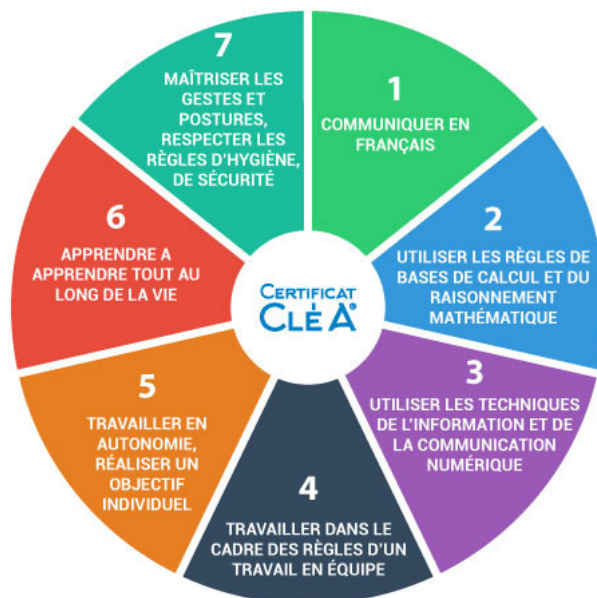 7
MAÎTRISER LES
GESTES ET
POSTURES,
RESPECTER LES
RÈGLES D'HYGIÈNE,
DE SÉCURITÉ
1
COMMUNIQUER EN
FRANÇAIS
2
UTILISER LES RÈGLES DE
BASES DE CALCUL ET DU
RAISONNEMENT
MATHÉMATIQUE
3
UTILISER LES TECHNIQUES
DE L'INFORMATION ET DE
LA COMMUNICATION
NUMÉRIQUE
4
TRAVAILLER DANS LE
CADRE DES RÈGLES D'UN
TRAVAIL EN ÉQUIPE
5
TRAVAILLER EN
AUTONOMIE,
RÉALISER UN
OBJECTIF
INDIVIDUEL
6
APPRENDRE A
APPRENDRE TOUT AU
LONG DE LA VIE
CERTIFICAT
CLÉA®